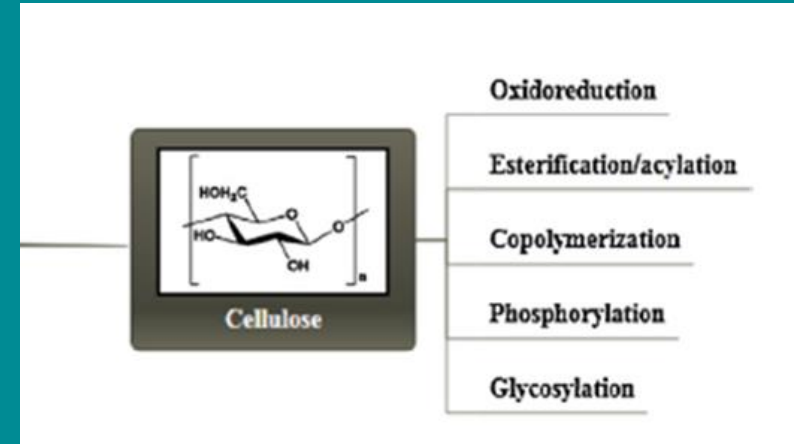 Oxidoreduction
Esterification/acylation
HOH₂C
O
HO
O
OH
n
Cellulose
Copolymerization
Phosphorylation
Glycosylation